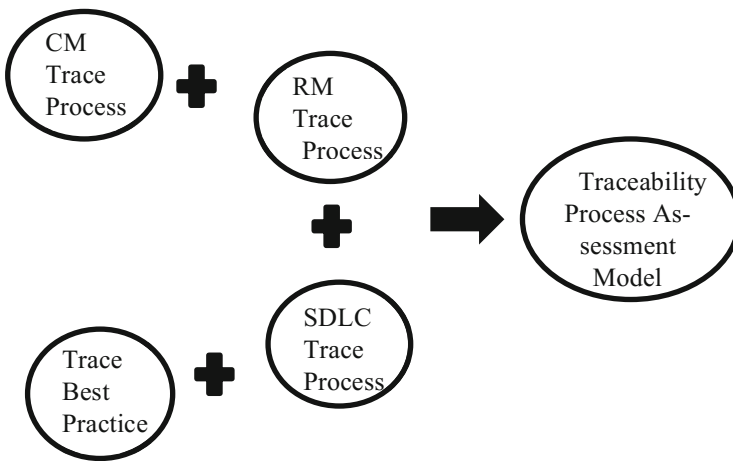 CM
Trace
Process
RM
Trace
Process
Traceability
Process As-
sessment
Model
SDLC
Trace
Process
Trace
Best
Practice